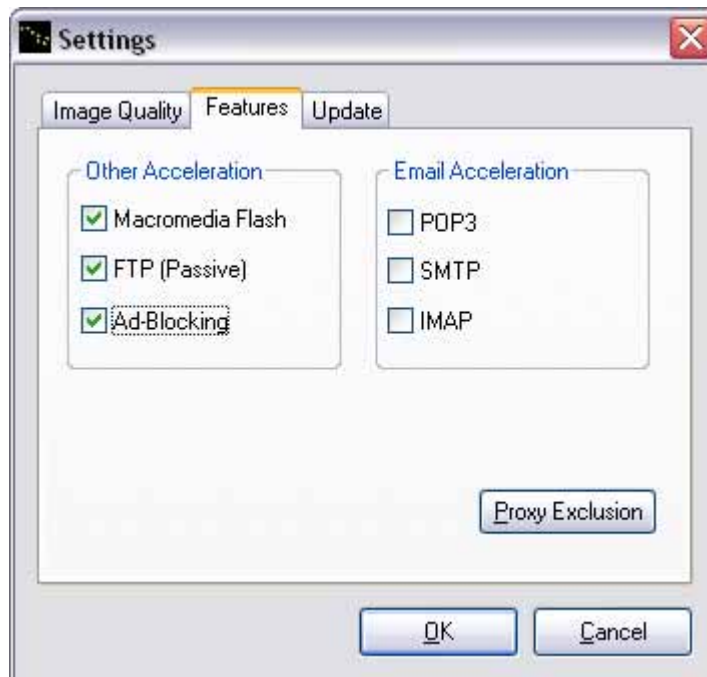 Settings
Image Quality Features Update
Other Acceleration
Macromedia Flash
FTP (Passive)
Ad-Blocking
Email Acceleration
POP3
SMTP
IMAP
Proxy Exclusion
OK Cancel